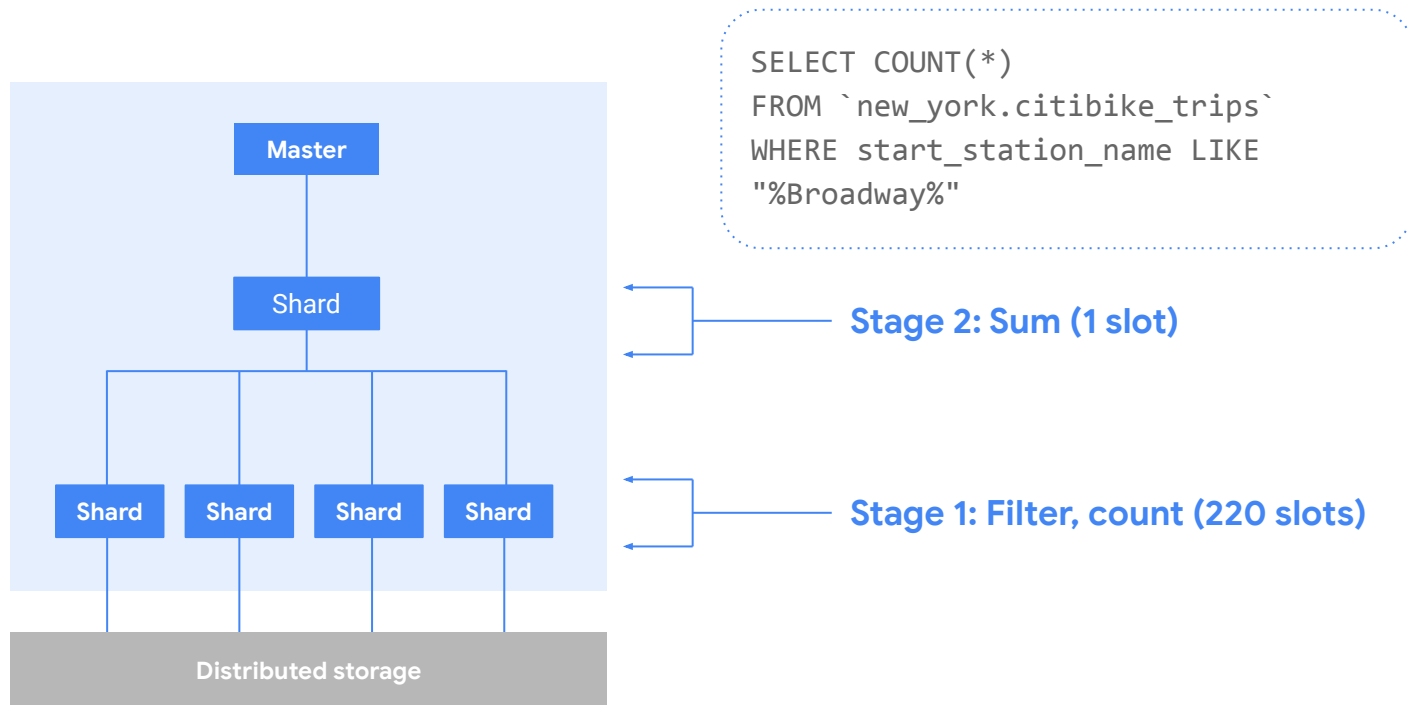 SELECT COUNT(*)
FROM `new_york.citibike_trips`
WHERE start_station_name LIKE
"%Broadway%"
Master
Shard
Stage 2: Sum (1 slot)
Shard Shard Shard Shard
Stage 1: Filter, count (220 slots)
Distributed storage